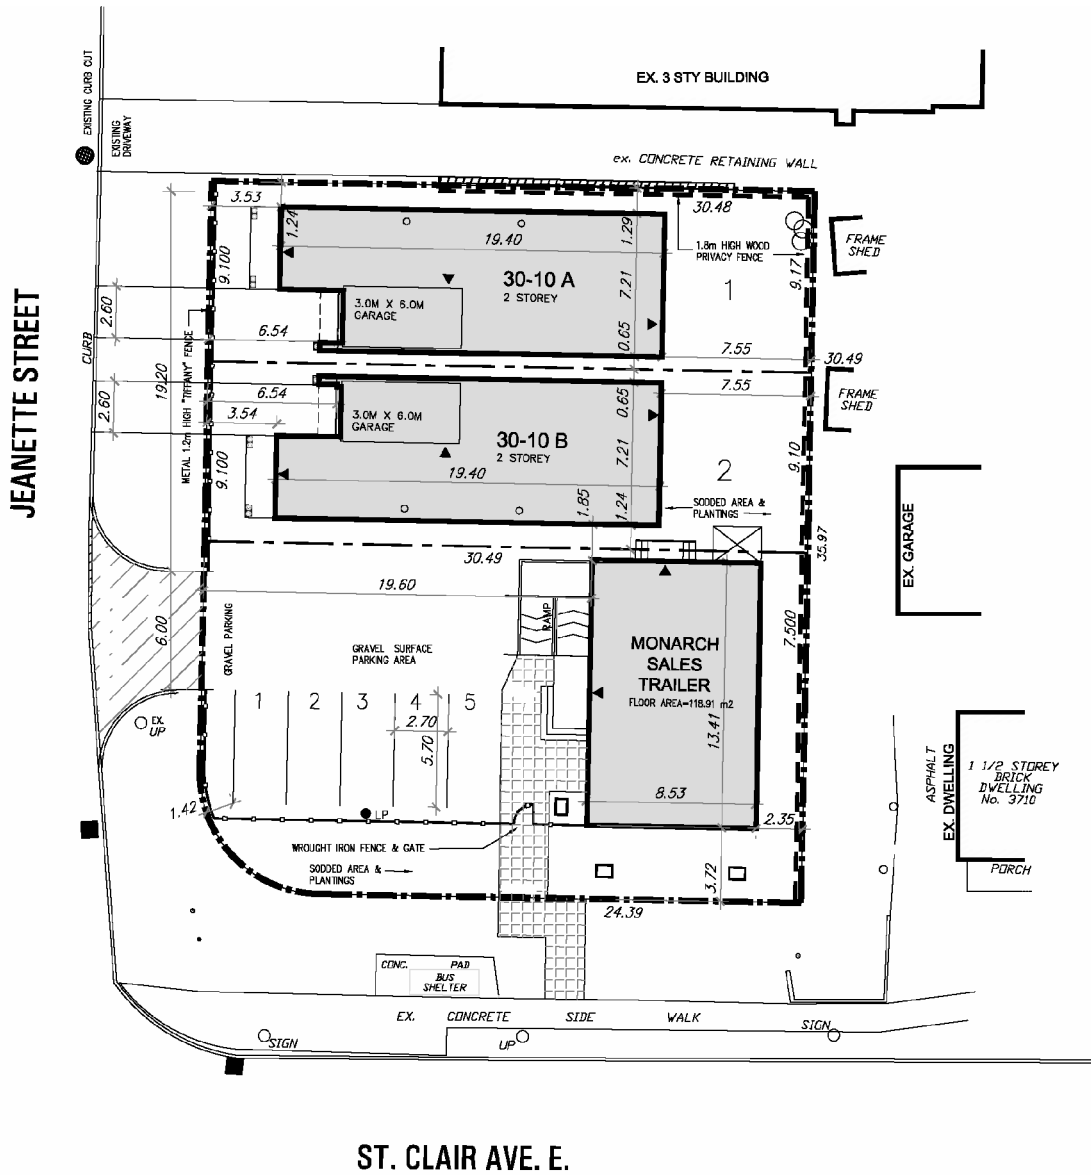 EX. 3 STY BUILDING
EXISTING CURB CUT
EXISTING
DRIVEWAY
ex. CONCRETE RETAINING WALL
3.53
30.48
1.24
19.40
1.29
1.8m HIGH WOOD
PRIVACY FENCE
FRAME
SHED
9.100
30-10 A
2 STOREY
7.21
1
9.17
2.60
3.0M X 6.0M
GARAGE
6.54
0.65
7.55
30.49
CURB
JEANETTE STREET
METAL 1.2m HIGH "TIFFANY" FENCE
19.20
7.55
FRAME
SHED
2.60
6.54
3.54
3.0M X 6.0M
GARAGE
0.65
30-10 B
2 STOREY
7.21
9.10
9.100
19.40
2
1.85
1.24
SODDED AREA &
PLANTINGS
EX. GARAGE
35.97
30.49
19.60
6.00
GRAVEL PARKING
RAMP
7.500
GRAVEL SURFACE
PARKING AREA
MONARCH
SALES
TRAILER
FLOOR AREA=118.91 m2
1
2
3
4
5
2.70
5.70
13.41
EX.
UP
ASPHALT
EX. DWELLING
1 1/2 STOREY
BRICK
DWELLING
No. 3710
8.53
1.42
LP
2.35
WROUGHT IRON FENCE & GATE
SODDED AREA &
PLANTINGS
3.72
PORCH
24.39
CONC. PAD
BUS
SHELTER
EX. CONCRETE SIDE WALK
SIGN
UP
SIGN
ST. CLAIR AVE. E.